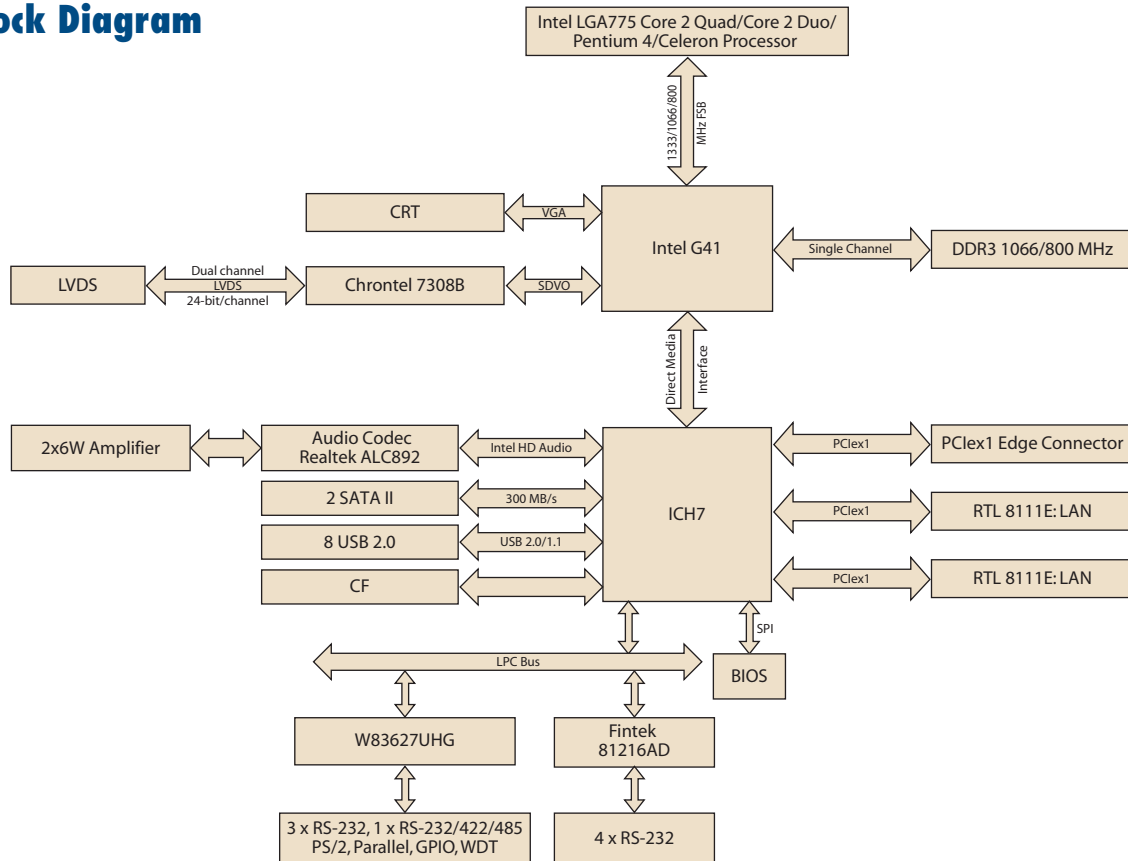 ock Diagram
Intel LGA775 Core 2 Quad/Core 2 Duo/
Pentium 4/Celeron Processor
1333/1066/800
MHz FSB
CRT
VGA
Intel G41
Single Channel
DDR3 1066/800 MHz
LVDS
Dual channel
LVDS
24-bit/channel
Chrontel 7308B
SDVO
Direct Media
Interface
2x6W Amplifier
Audio Codec
Realtek ALC892
Intel HD Audio
2 SATA II
300 MB/s
8 USB 2.0
USB 2.0/1.1
CF
ICH7
PCIex1
PCIex1 Edge Connector
PCIex1
RTL 8111E: LAN
PCIex1
RTL 8111E: LAN
SPI
LPC Bus
BIOS
W83627UHG
Fintek
81216AD
3 x RS-232, 1 x RS-232/422/485
PS/2, Parallel, GPIO, WDT
4 x RS-232